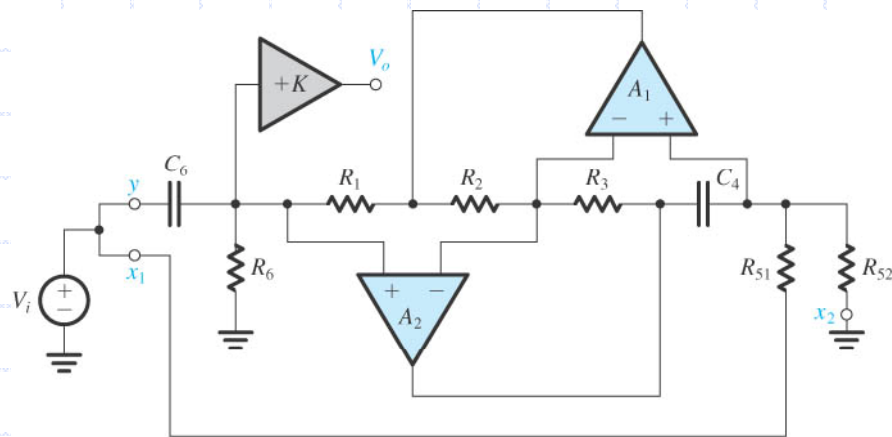 +K
V_o
A_1
− +
C_6
y
R_1
R_2
R_3
C_4
x_1
R_6
+ −
A_2
R_51
R_52
V_i
+
−
x_2